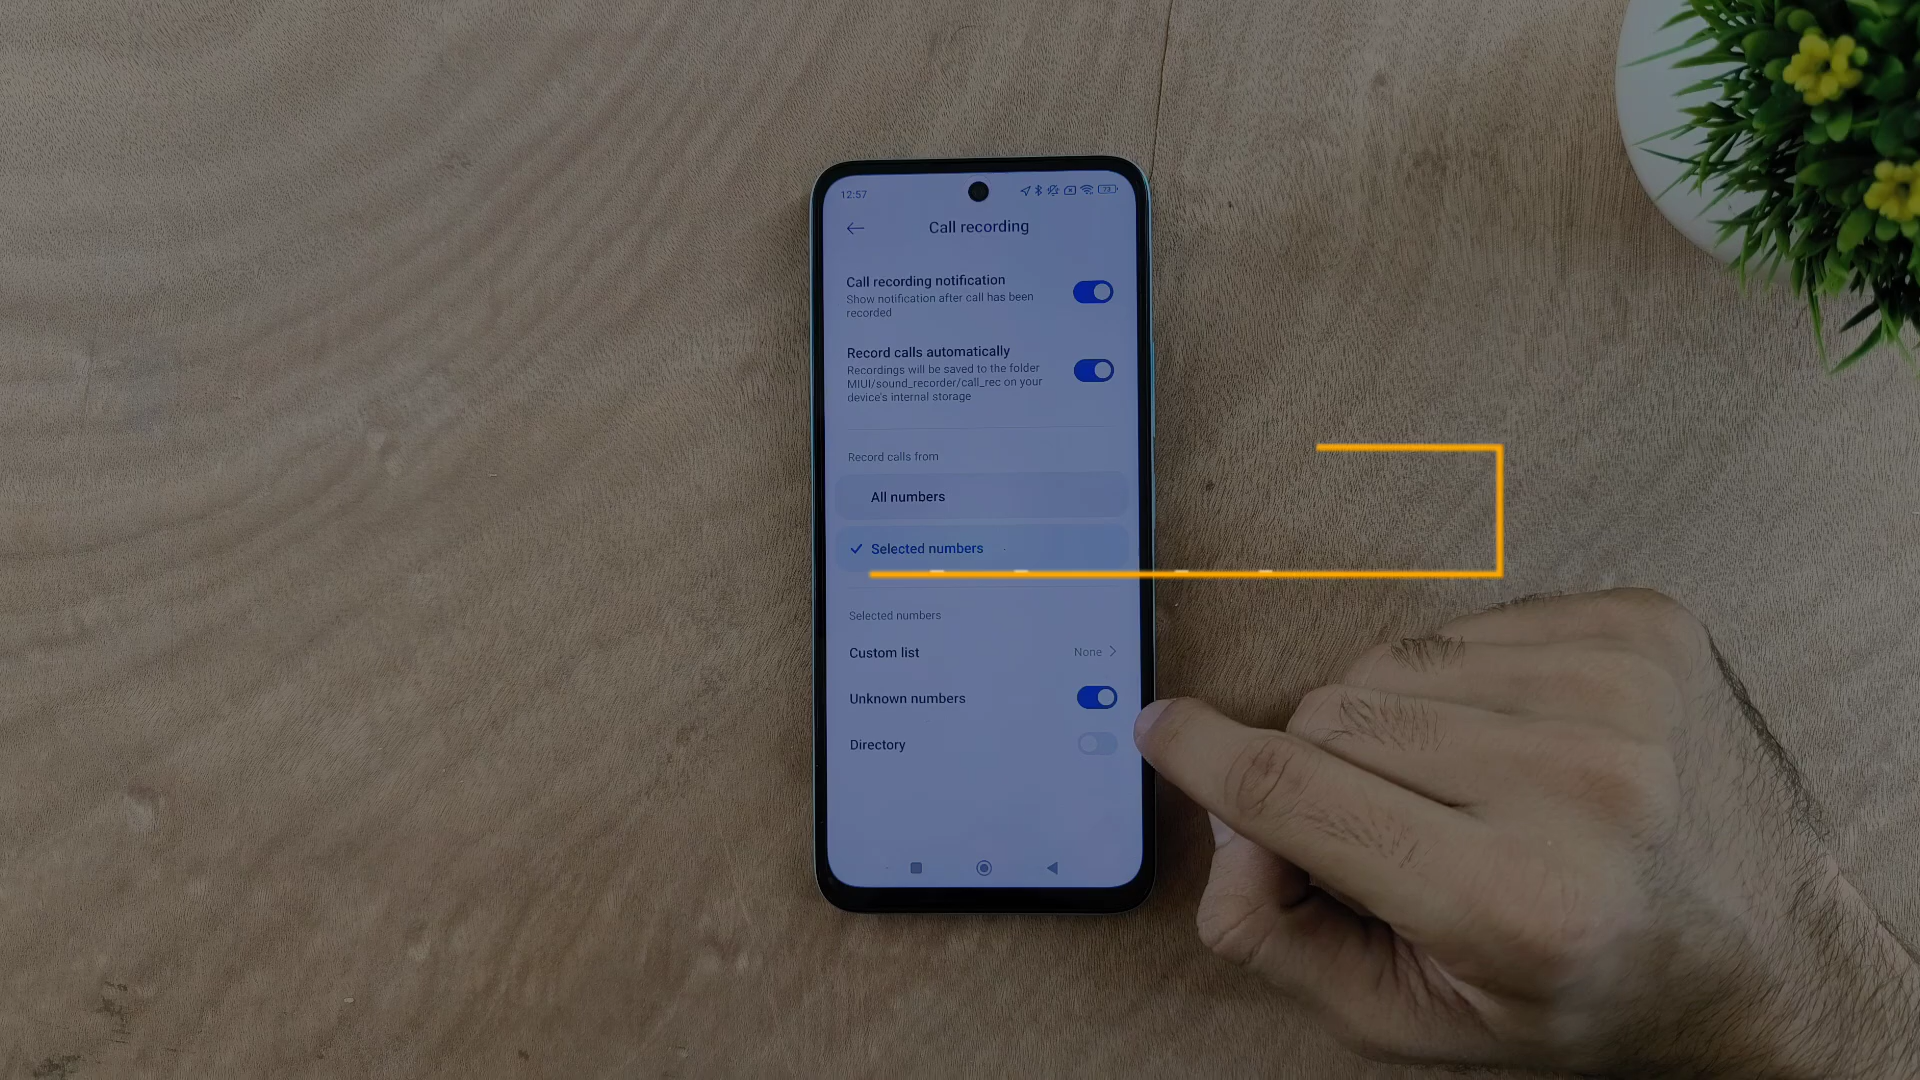 12:57
73
Call recording
Call recording notification
Show notification after call has been
recorded
Record calls automatically
Recordings will be saved to the folder
MIUI/sound_recorder/call_rec on your
device's internal storage
Record calls from
All numbers
Selected numbers
Selected numbers
Custom list
None
Unknown numbers
Directory